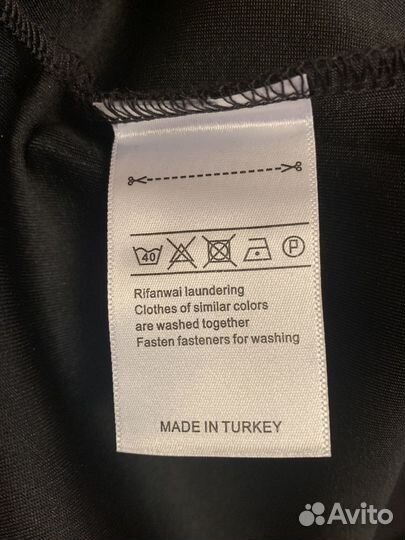 40
P
Rifanwai laundering
Clothes of similar colors
are washed together
Fasten fasteners for washing
MADE IN TURKEY
Avito